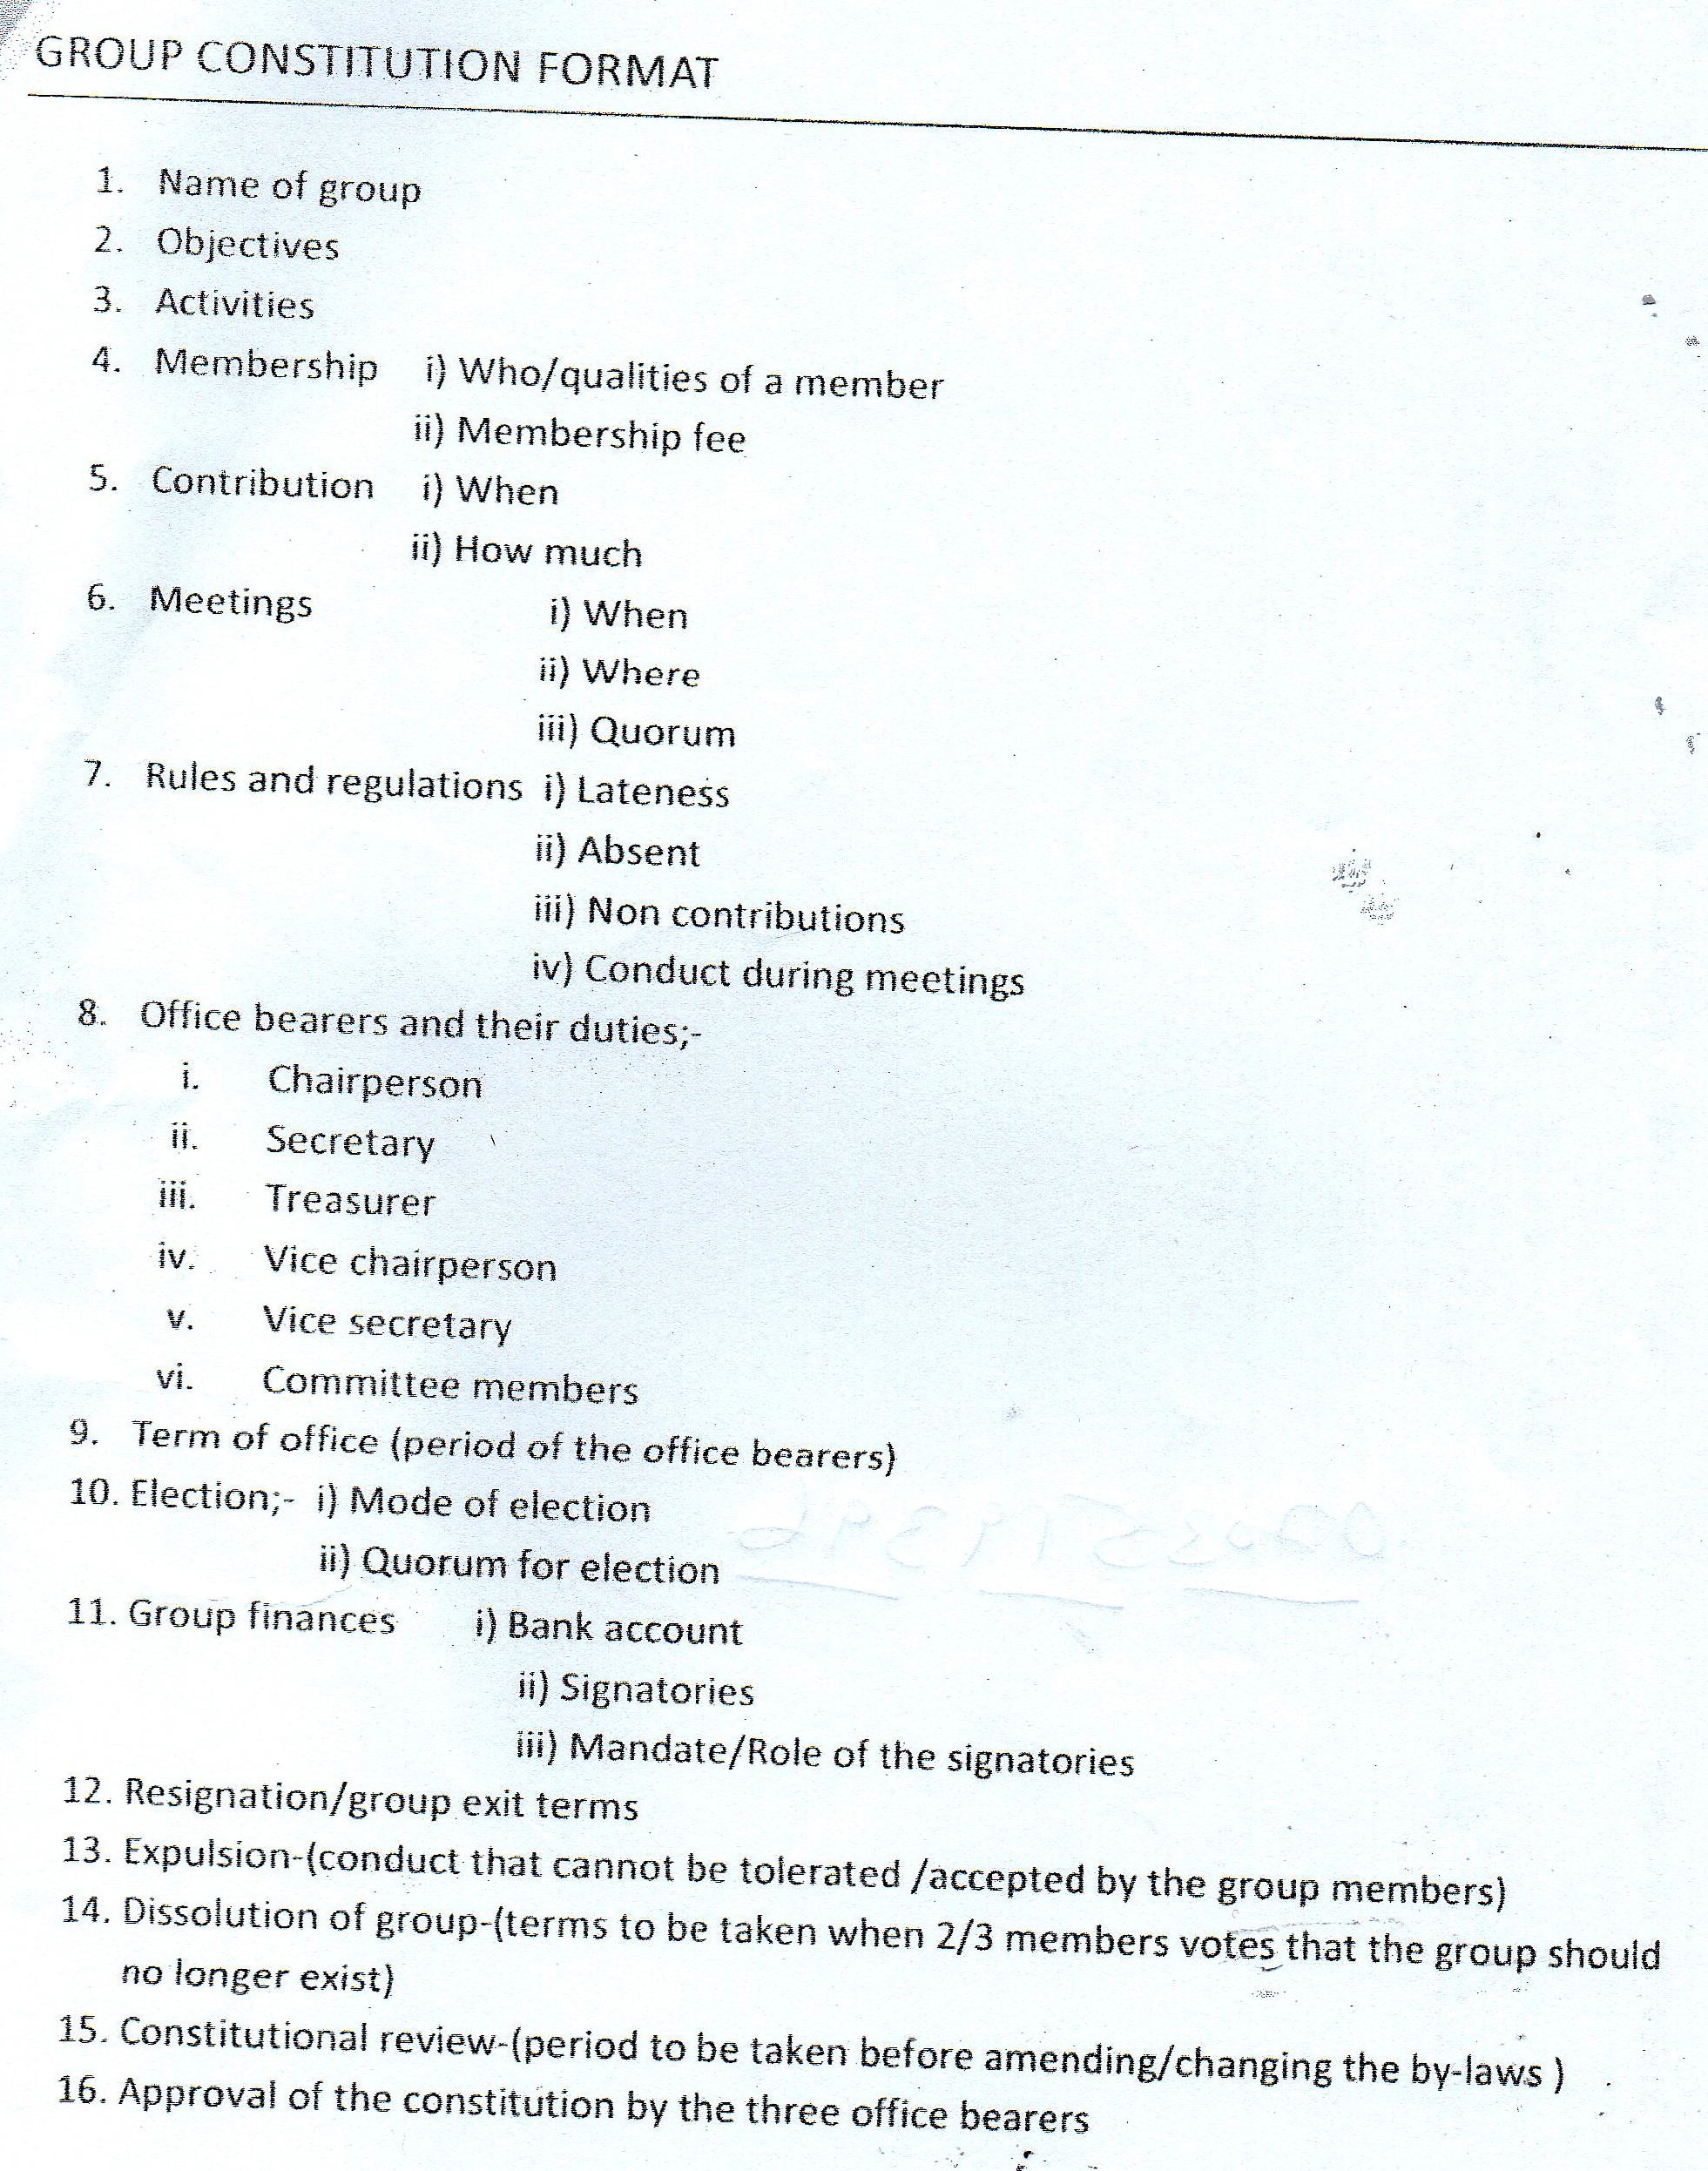 GROUP CONSTITUTION FORMAT
1. Name of group
2. Objectives
3. Activities
4. Membership i) Who/qualities of a member
ii) Membership fee
5. Contribution i) When
ii) How much
6. Meetings i) When
ii) Where
iii) Quorum
7. Rules and regulations i) Lateness
ii) Absent
iii) Non contributions
iv) Conduct during meetings
8. Office bearers and their duties;-
i. Chairperson
ii. Secretary
iii. Treasurer
iv. Vice chairperson
v. Vice secretary
vi. Committee members
9. Term of office (period of the office bearers)
10. Election;- i) Mode of election
ii) Quorum for election
11. Group finances i) Bank account
ii) Signatories
iii) Mandate/Role of the signatories
12. Resignation/group exit terms
13. Expulsion-(conduct that cannot be tolerated /accepted by the group members)
14. Dissolution of group-(terms to be taken when 2/3 members votes that the group should
no longer exist)
15. Constitutional review-(period to be taken before amending/changing the by-laws )
16. Approval of the constitution by the three office bearers